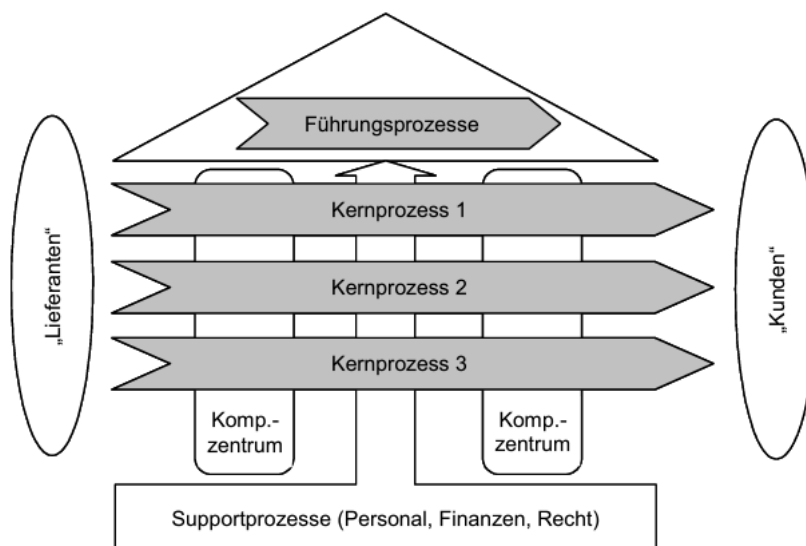 Führungsprozesse
„Lieferanten“
Kernprozess 1
Kernprozess 2
Kernprozess 3
„Kunden“
Komp.-
zentrum
Komp.-
zentrum
Supportprozesse (Personal, Finanzen, Recht)